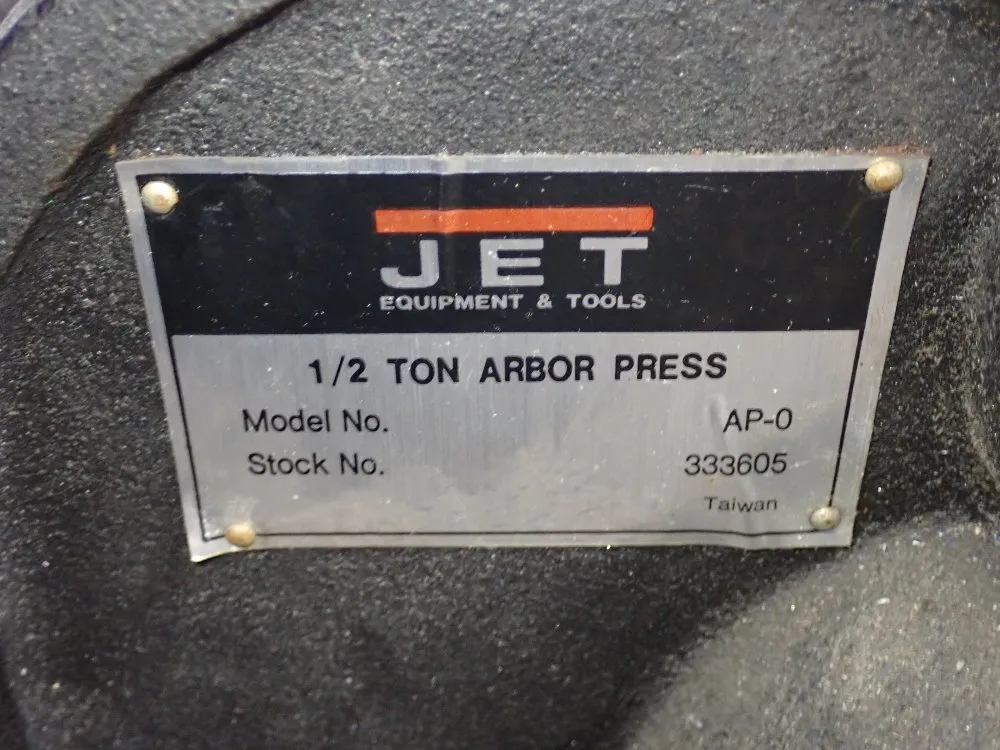 JET
EQUIPMENT & TOOLS
1/2 TON ARBOR PRESS
Model No. AP-0
Stock No. 333605
Taiwan